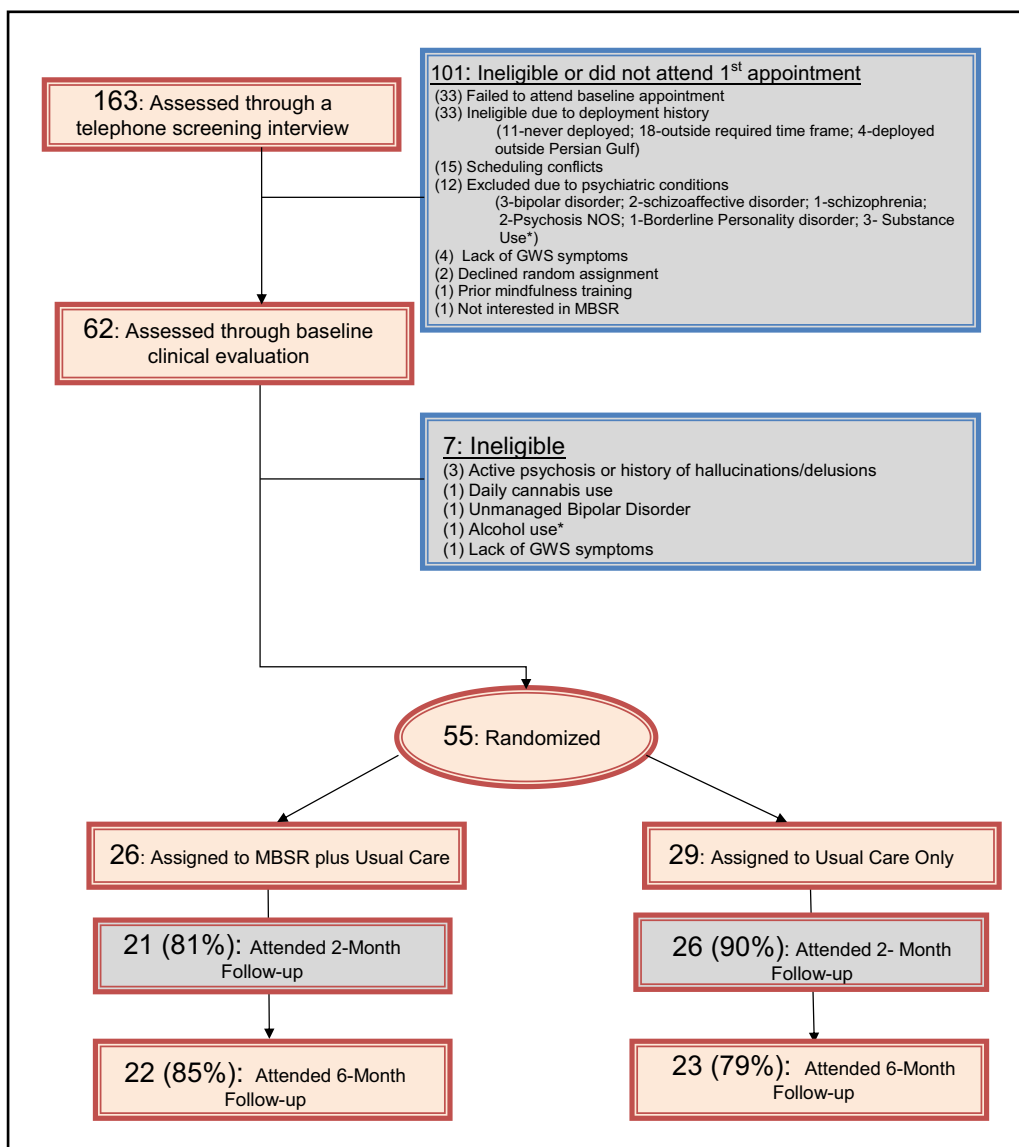 163: Assessed through a
telephone screening interview
101: Ineligible or did not attend 1st appointment
(33) Failed to attend baseline appointment
(33) Ineligible due to deployment history
(11-never deployed; 18-outside required time frame; 4-deployed
outside Persian Gulf)
(15) Scheduling conflicts
(12) Excluded due to psychiatric conditions
(3-bipolar disorder; 2-schizoaffective disorder; 1-schizophrenia;
2-Psychosis NOS; 1-Borderline Personality disorder; 3- Substance
Use*)
(4) Lack of GWS symptoms
(2) Declined random assignment
(1) Prior mindfulness training
(1) Not interested in MBSR
62: Assessed through baseline
clinical evaluation
7: Ineligible
(3) Active psychosis or history of hallucinations/delusions
(1) Daily cannabis use
(1) Unmanaged Bipolar Disorder
(1) Alcohol use*
(1) Lack of GWS symptoms
55: Randomized
26: Assigned to MBSR plus Usual Care
29: Assigned to Usual Care Only
21 (81%): Attended 2-Month
Follow-up
26 (90%): Attended 2- Month
Follow-up
22 (85%): Attended 6-Month
Follow-up
23 (79%): Attended 6-Month
Follow-up